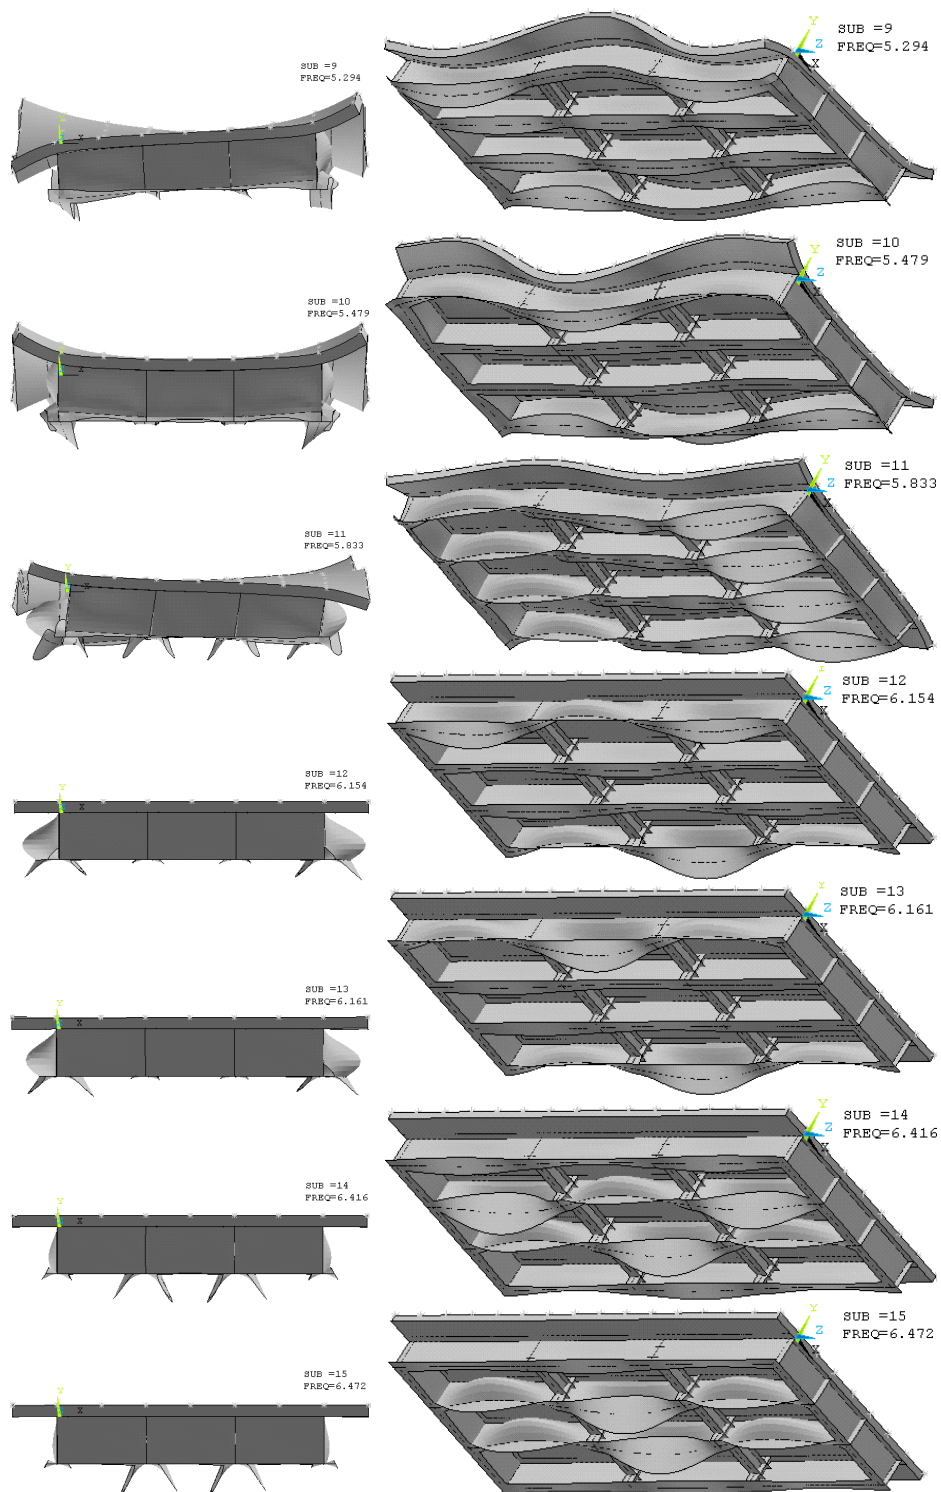 SUB =9
FREQ=5.294
Y
X
Y
Z
X
SUB =9
FREQ=5.294
SUB =10
FREQ=5.479
Y
X
Y
Z
X
SUB =10
FREQ=5.479
SUB =11
FREQ=5.833
Y
X
Y
Z
X
SUB =11
FREQ=5.833
SUB =12
FREQ=6.154
Y
X
Y
Z
X
SUB =12
FREQ=6.154
SUB =13
FREQ=6.161
Y
X
Y
Z
X
SUB =13
FREQ=6.161
SUB =14
FREQ=6.416
Y
X
Y
Z
X
SUB =14
FREQ=6.416
SUB =15
FREQ=6.472
Y
X
Y
Z
X
SUB =15
FREQ=6.472